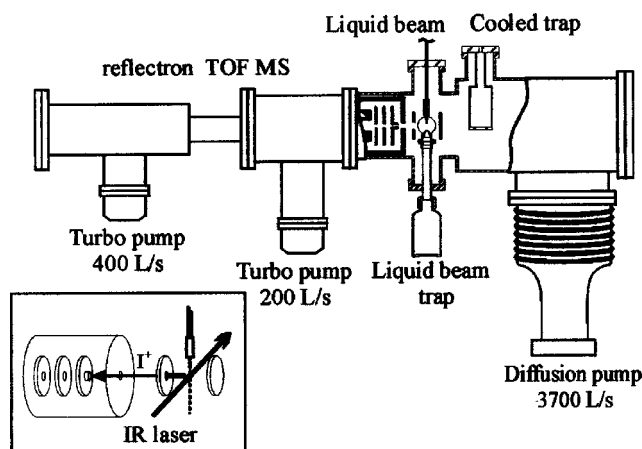 Liquid beam
Cooled trap
reflectron TOF MS
Turbo pump
400 L/s
Turbo pump
200 L/s
Liquid beam
trap
Diffusion pump
3700 L/s
I+
IR laser